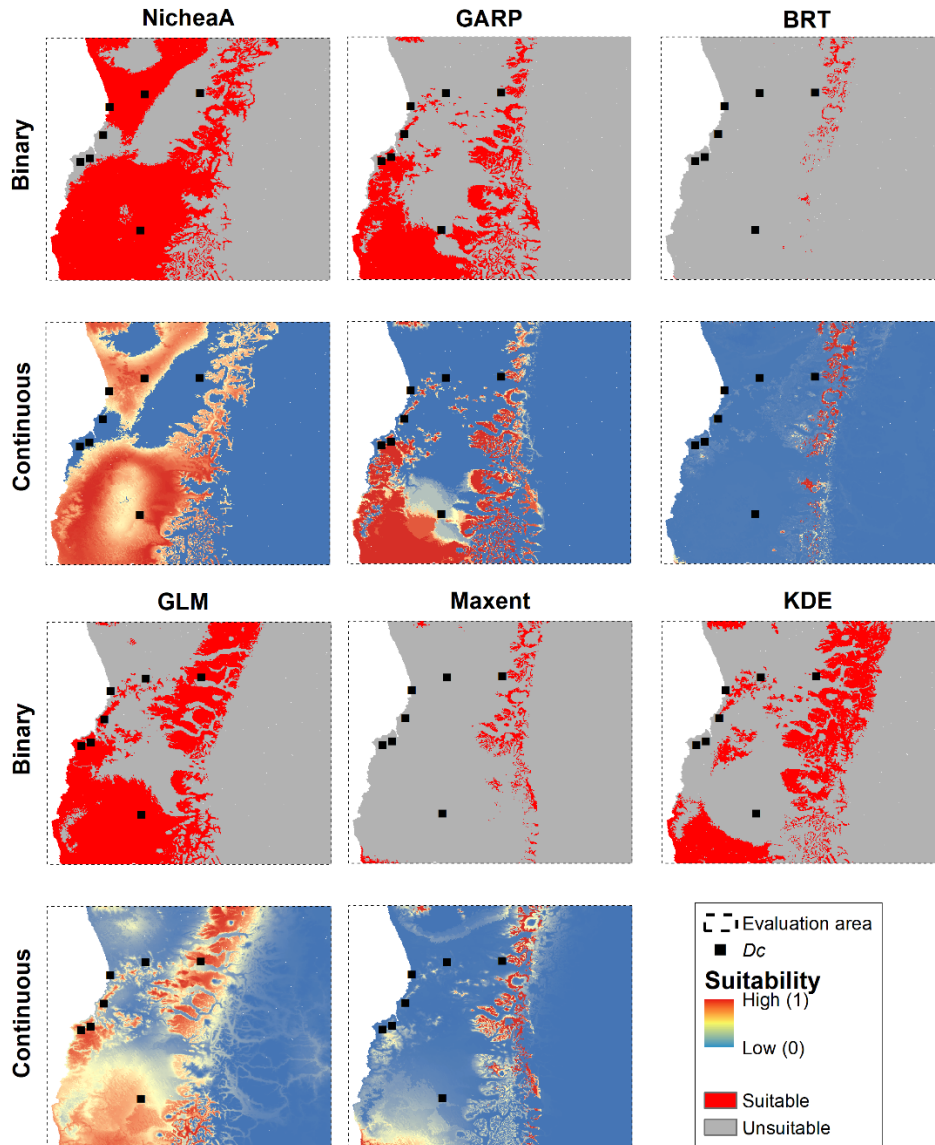 NicheaA GARP BRT
Binary
Continuous
GLM Maxent KDE
Binary
Continuous
Evaluation area
Dc
Suitability
High (1)
Low (0)
Suitable
Unsuitable